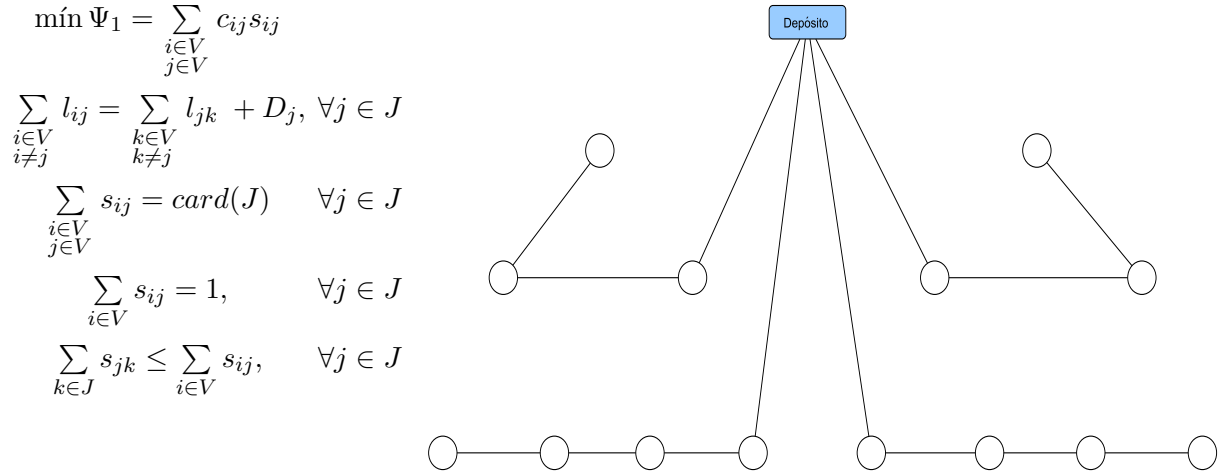 mín Ψ₁ = ∑_{i∈V j∈V} c_{ij} s_{ij}
∑_{i∈V i≠j} l_{ij} = ∑_{k∈V k≠j} l_{jk} + D_j, ∀j ∈ J
∑_{i∈V j∈V} s_{ij} = card(J) ∀j ∈ J
∑_{i∈V} s_{ij} = 1, ∀j ∈ J
∑_{k∈J} s_{jk} ≤ ∑_{i∈V} s_{ij}, ∀j ∈ J
Depósito